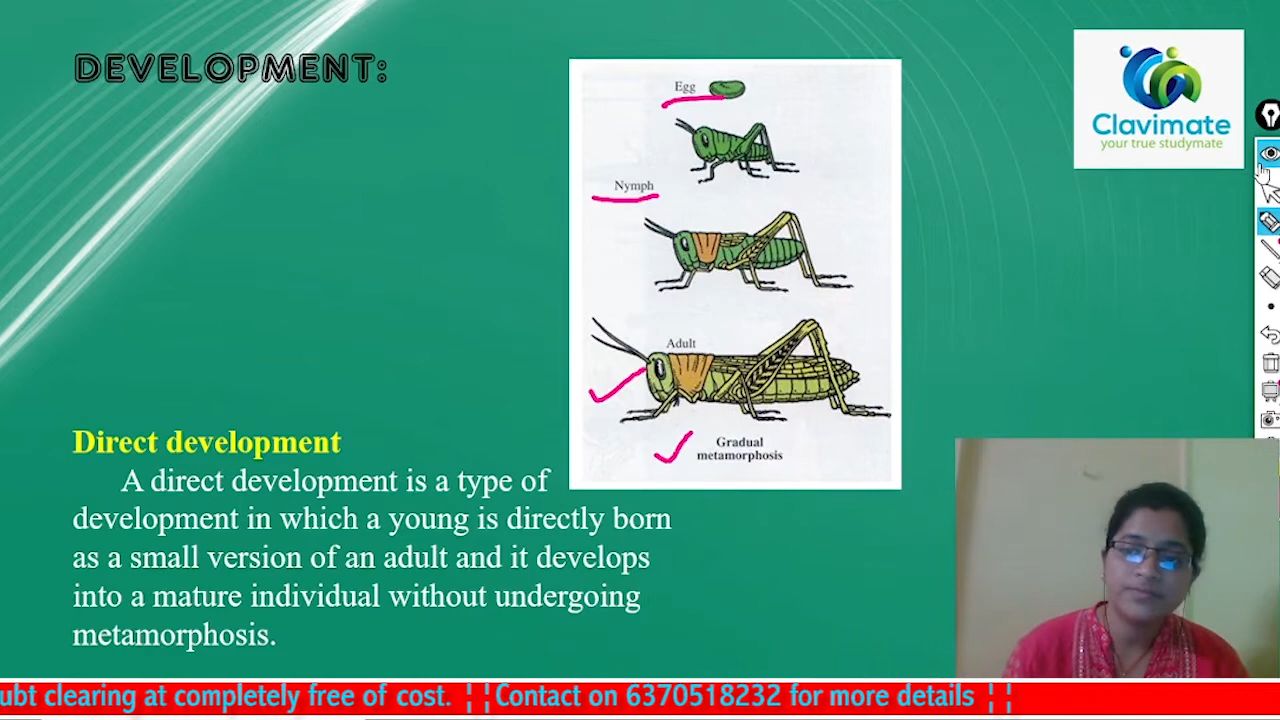 DEVELOPMENT:
Egg
Nymph
Adult
Gradual
metamorphosis
Clavimate
your true studymate
Direct development
A direct development is a type of
development in which a young is directly born
as a small version of an adult and it develops
into a mature individual without undergoing
metamorphosis.
ubt clearing at completely free of cost. ¦¦Contact on 6370518232 for more details ¦¦